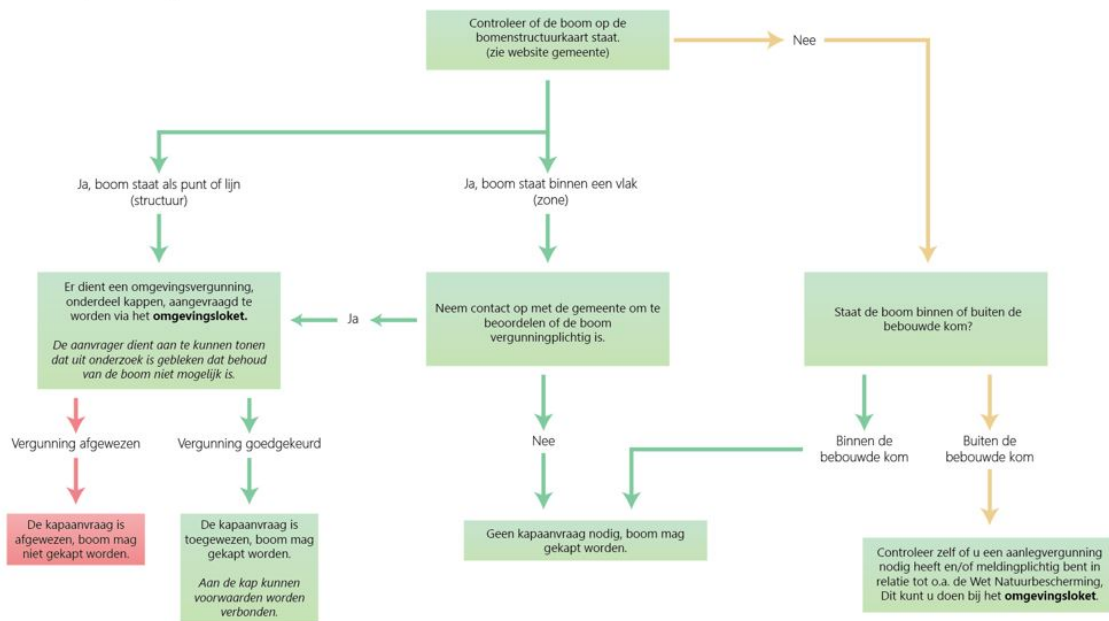 Controleer of de boom op de
bomenstructuurkaart staat.
(zie website gemeente)
Nee
Ja, boom staat als punt of lijn
(structuur)
Ja, boom staat binnen een vlak
(zone)
Er dient een omgevingsvergunning,
onderdeel kappen, aangevraagd te
worden via het omgevingsloket.
De aanvrager dient aan te kunnen tonen
dat uit onderzoek is gebleken dat behoud
van de boom niet mogelijk is.
Ja
Neem contact op met de gemeente om te
beoordelen of de boom
vergunningplichtig is.
Staat de boom binnen of buiten de
bebouwde kom?
Vergunning afgewezen
Vergunning goedgekeurd
Nee
Binnen de
bebouwde kom
Buiten de
bebouwde kom
De kapaanvraag is
afgewezen, boom mag
niet gekapt worden.
De kapaanvraag is
toegewezen, boom mag
gekapt worden.
Aan de kap kunnen
voorwaarden worden
verbonden.
Geen kapaanvraag nodig, boom mag
gekapt worden.
Controleer zelf of u een aanlegvergunning
nodig heeft en/of meldingplichtig bent in
relatie tot o.a. de Wet Natuurbescherming,
Dit kunt u doen bij het omgevingsloket.